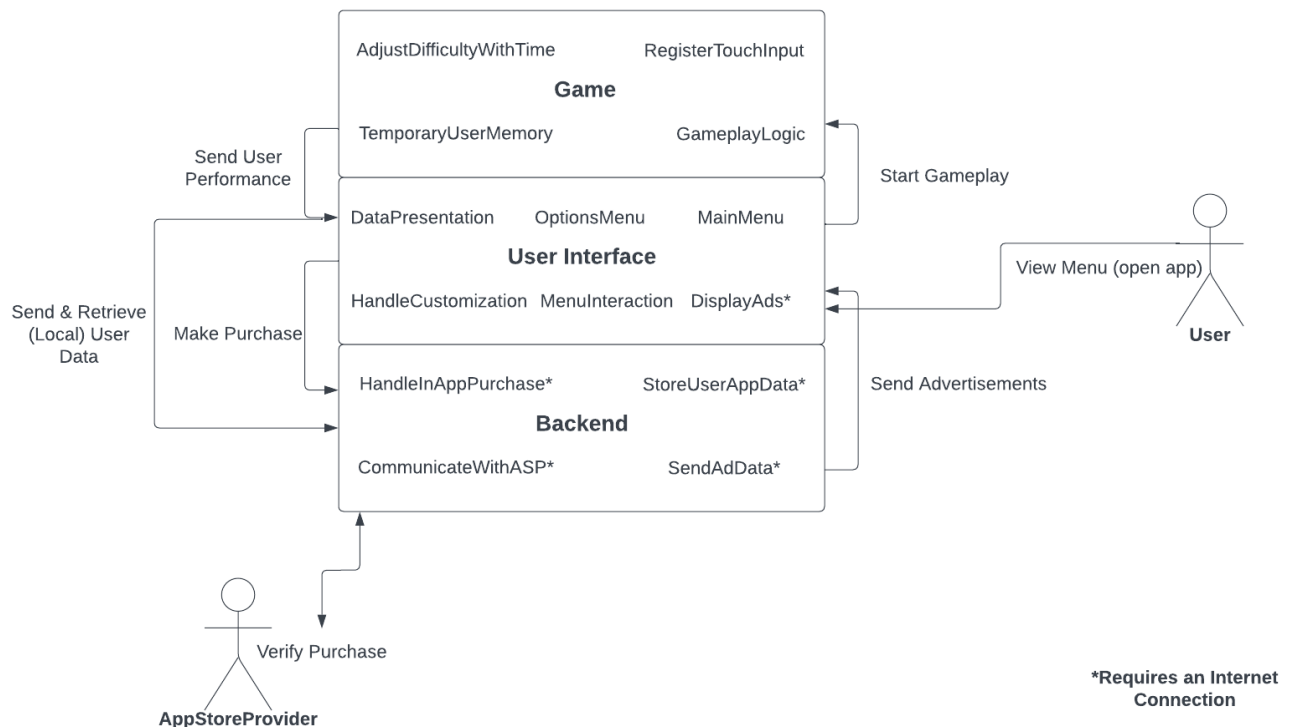 AdjustDifficultyWithTime
RegisterTouchInput
Game
TemporaryUserMemory
GameplayLogic
Send User
Performance
Start Gameplay
DataPresentation
OptionsMenu
MainMenu
User Interface
View Menu (open app)
HandleCustomization
MenuInteraction
DisplayAds*
User
Send & Retrieve
(Local) User
Data
Make Purchase
HandleInAppPurchase*
StoreUserAppData*
Send Advertisements
Backend
CommunicateWithASP*
SendAdData*
Verify Purchase
AppStoreProvider
*Requires an Internet
Connection